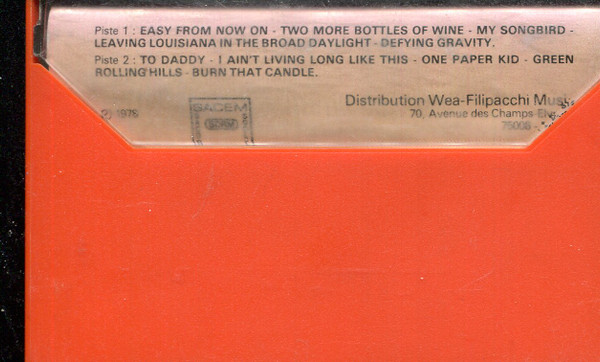 Piste 1 : EASY FROM NOW ON - TWO MORE BOTTLES OF WINE - MY SONGBIRD -
LEAVING LOUISIANA IN THE BROAD DAYLIGHT - DEFYING GRAVITY.
Piste 2 : TO DADDY - I AIN'T LIVING LONG LIKE THIS - ONE PAPER KID - GREEN
ROLLING HILLS - BURN THAT CANDLE.
Distribution Wea-Filipacchi Music
Ⓟ 1978
SACEM
70, Avenue des Champs-Elys
75008